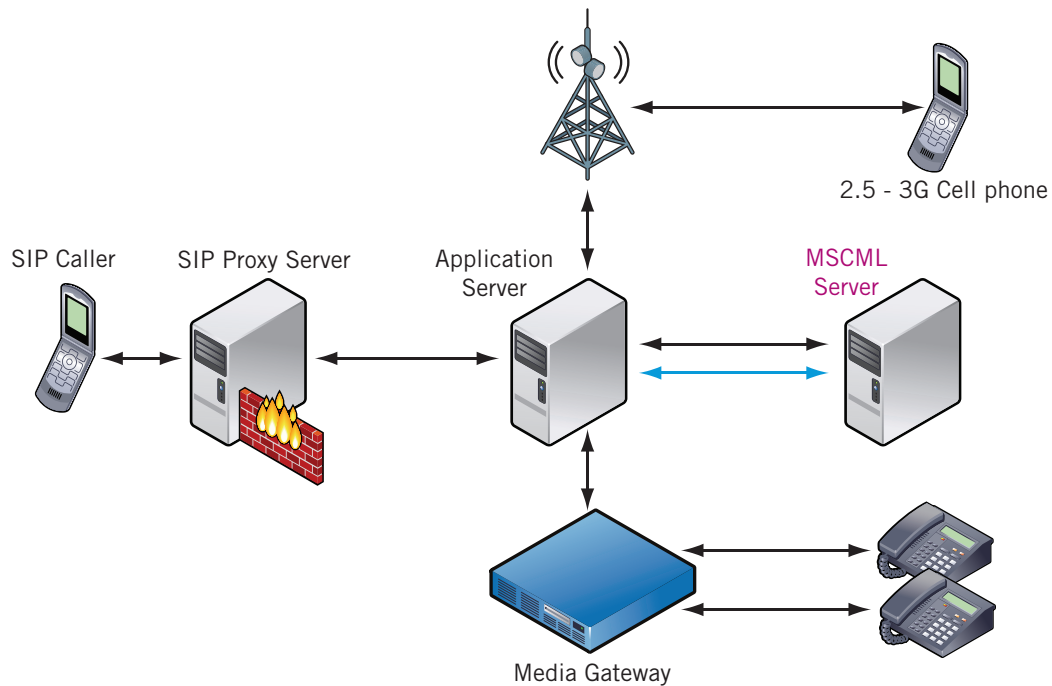 2.5 - 3G Cell phone
SIP Caller
SIP Proxy Server
Application
Server
MSCML
Server
Media Gateway